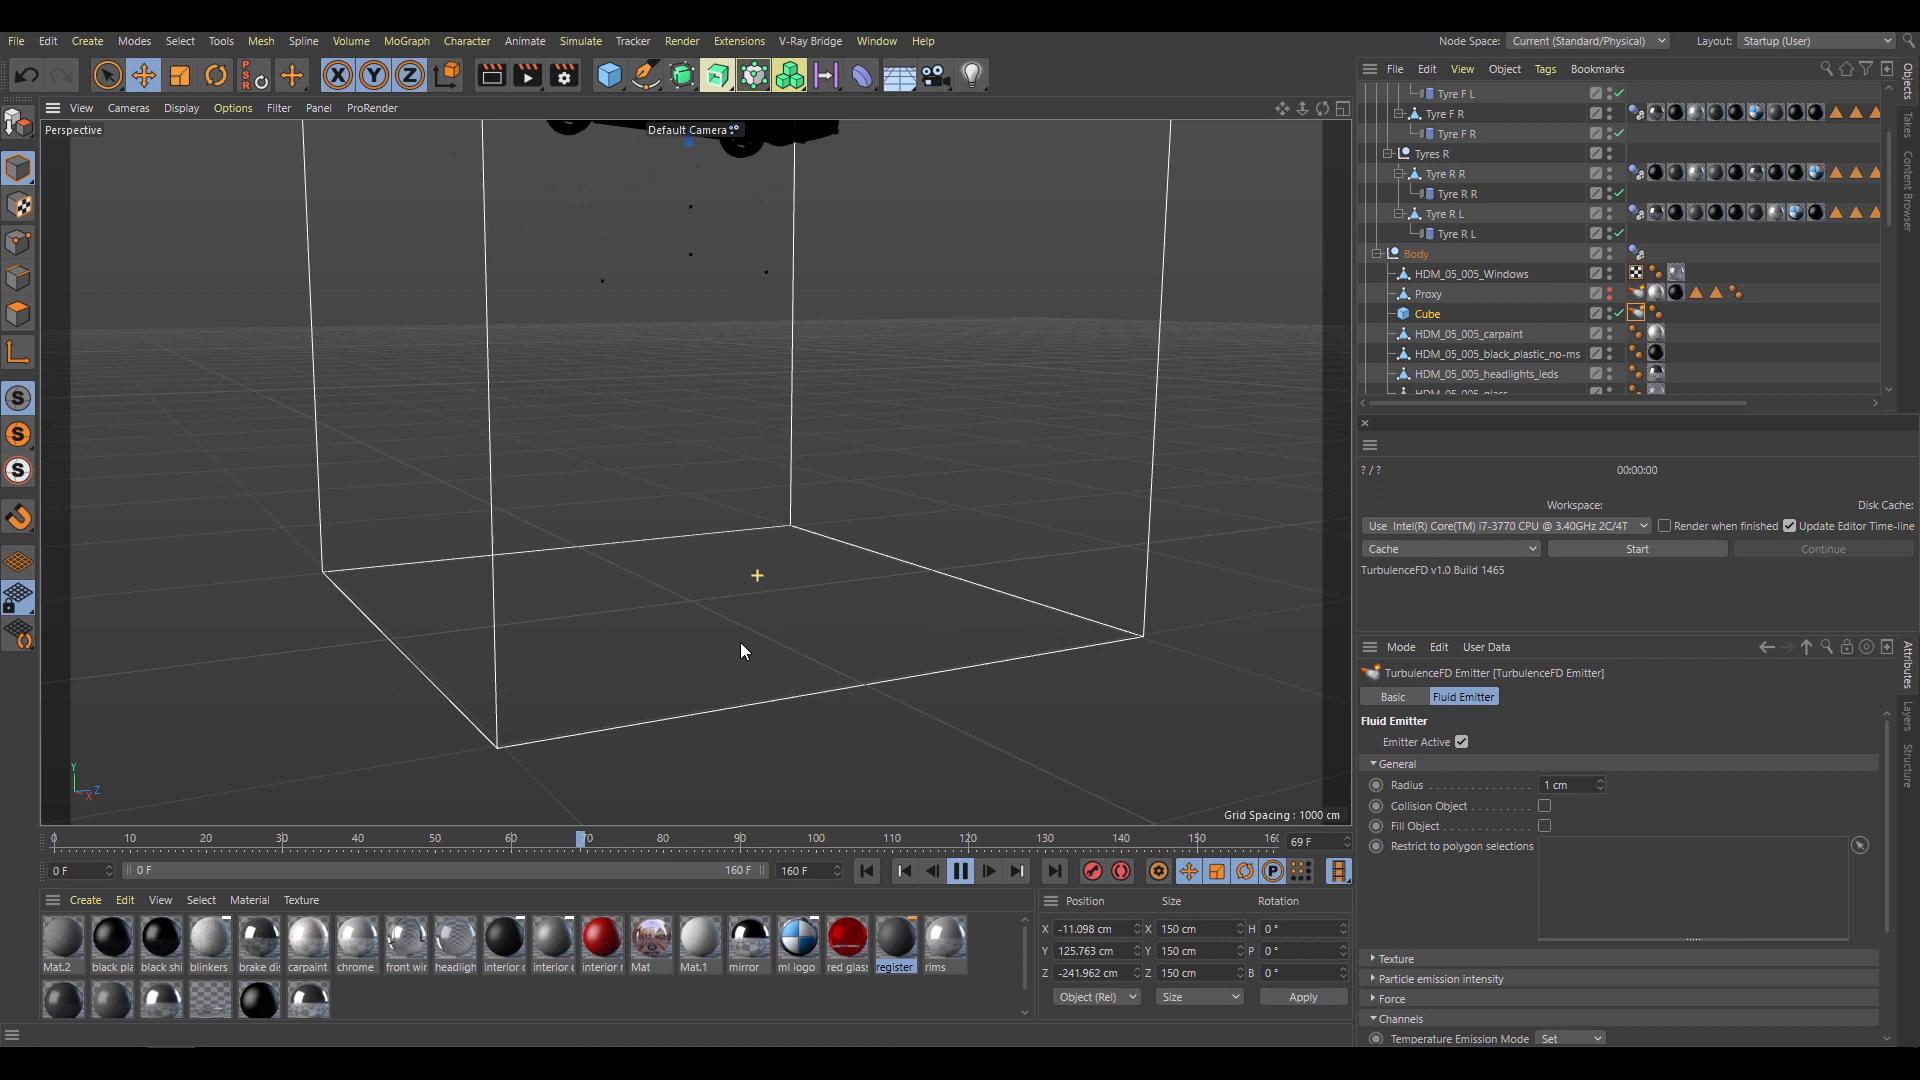 File Edit Create Modes Select Tools Mesh Spline Volume MoGraph Character Animate Simulate Tracker Render Extensions V-Ray Bridge Window Help
Node Space: Current (Standard/Physical) Layout: Startup (User)
File Edit View Object Tags Bookmarks
View Cameras Display Options Filter Panel ProRender
Perspective
Default Camera
Tyre F L
Tyre F R
Tyre F R
Tyres R
Tyre R R
Tyre R R
Tyre R L
Tyre R L
Body
HDM_05_005_Windows
Proxy
Cube
HDM_05_005_carpaint
HDM_05_005_black_plastic_no-ms
HDM_05_005_headlights_leds
Objects
Takes
Content Browser
? / ? 00:00:00
Workspace: Disk Cache:
Use Intel(R) Core(TM) i7-3770 CPU @ 3.40GHz 2C/4T Render when finished Update Editor Time-line
Cache Start Continue
TurbulenceFD v1.0 Build 1465
Mode Edit User Data
TurbulenceFD Emitter [TurbulenceFD Emitter]
Basic Fluid Emitter
Fluid Emitter
Emitter Active
General
Radius 1 cm
Collision Object
Fill Object
Restrict to polygon selections
Texture
Particle emission intensity
Force
Channels
Temperature Emission Mode Set
Attributes
Layers
Structure
Y
Z
X
Grid Spacing : 1000 cm
0 10 20 30 40 50 60 70 80 90 100 110 120 130 140 150 69 F
0 F 0 F 160 F 160 F
Create Edit View Select Material Texture
Mat.2 black pla black shi blinkers brake di carpaint chrome front wir headligh interior c interior c interior r Mat Mat.1 mirror ml logo red glass register rims
Position Size Rotation
X -11.098 cm X 150 cm H 0 °
Y 125.763 cm Y 150 cm P 0 °
Z -241.962 cm Z 150 cm B 0 °
Object (Rel) Size Apply